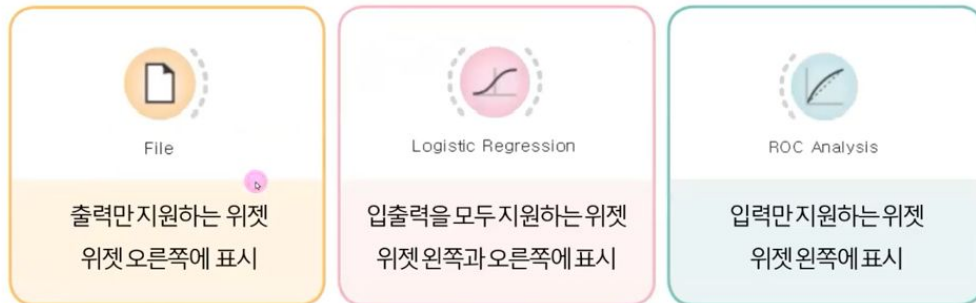 File
출력만 지원하는 위젯
위젯 오른쪽에 표시
Logistic Regression
입출력을 모두 지원하는 위젯
위젯 왼쪽과 오른쪽에 표시
ROC Analysis
입력만 지원하는 위젯
위젯 왼쪽에 표시